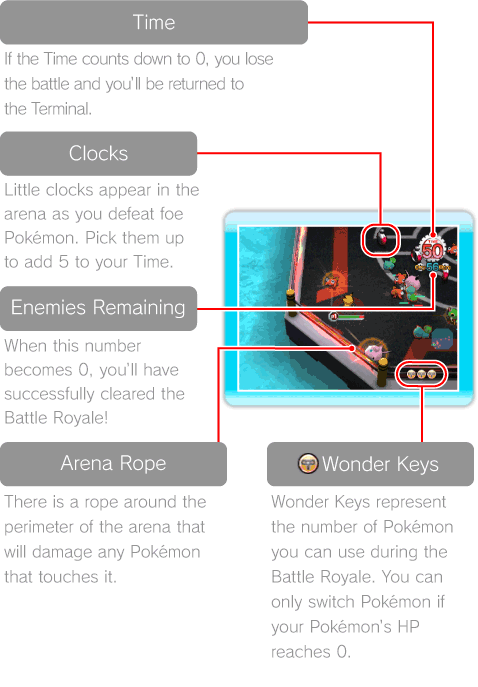 Time
If the Time counts down to 0, you lose
the battle and you'll be returned to
the Terminal.
Clocks
Little clocks appear in the
arena as you defeat foe
Pokémon. Pick them up
to add 5 to your Time.
TIME
50
56
Enemies Remaining
When this number
becomes 0, you'll have
successfully cleared the
Battle Royale!
Arena Rope
There is a rope around the
perimeter of the arena that
will damage any Pokémon
that touches it.
Wonder Keys
Wonder Keys represent
the number of Pokémon
you can use during the
Battle Royale. You can
only switch Pokémon if
your Pokémon's HP
reaches 0.